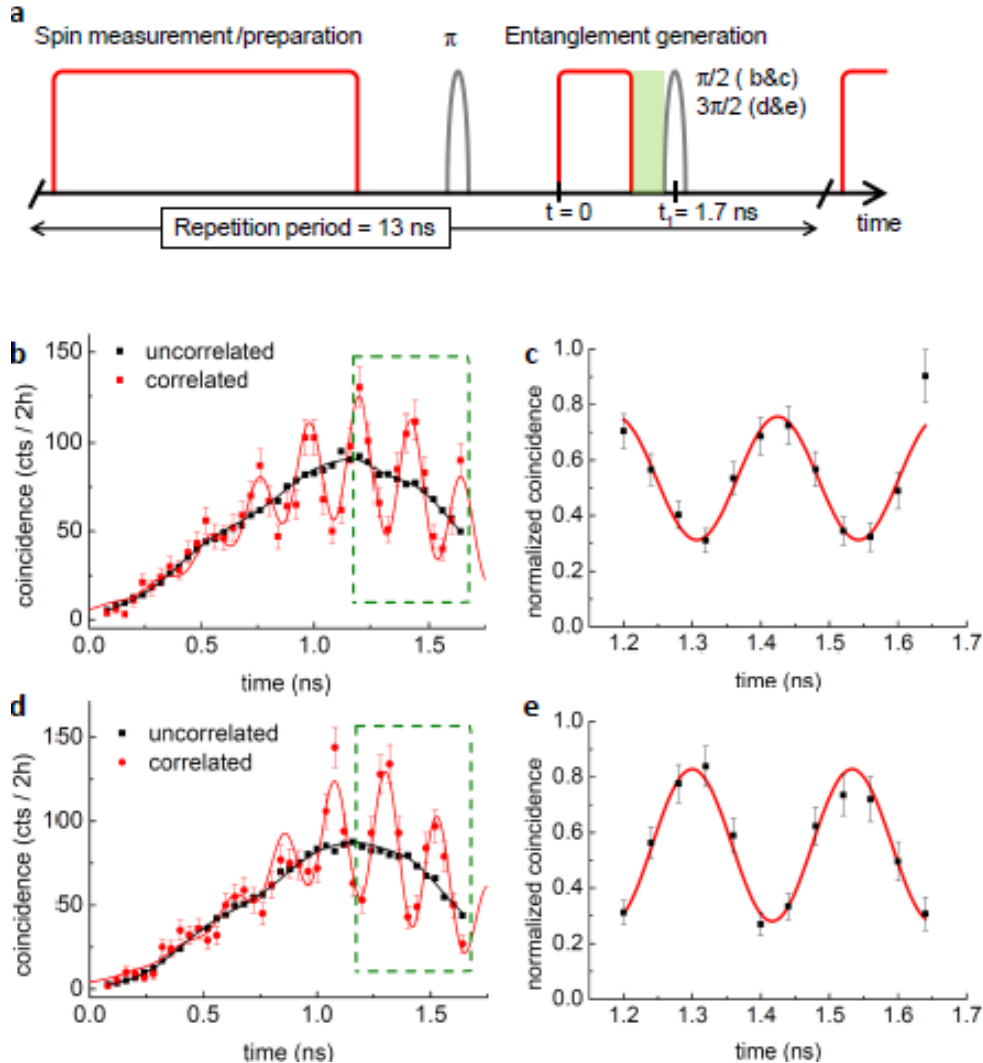 a
Spin measurement/preparation
π
Entanglement generation
π/2 ( b&c)
3π/2 (d&e)
t = 0
t₁= 1.7 ns
time
Repetition period = 13 ns
b
uncorrelated
correlated
coincidence (cts / 2h)
150
100
50
0
0.0 0.5 1.0 1.5
time (ns)
c
normalized coincidence
1.0
0.8
0.6
0.4
0.2
0.0
1.2 1.3 1.4 1.5 1.6 1.7
time (ns)
d
uncorrelated
correlated
coincidence (cts / 2h)
150
100
50
0
0.0 0.5 1.0 1.5
time (ns)
e
normalized coincidence
1.0
0.8
0.6
0.4
0.2
0.0
1.2 1.3 1.4 1.5 1.6 1.7
time (ns)